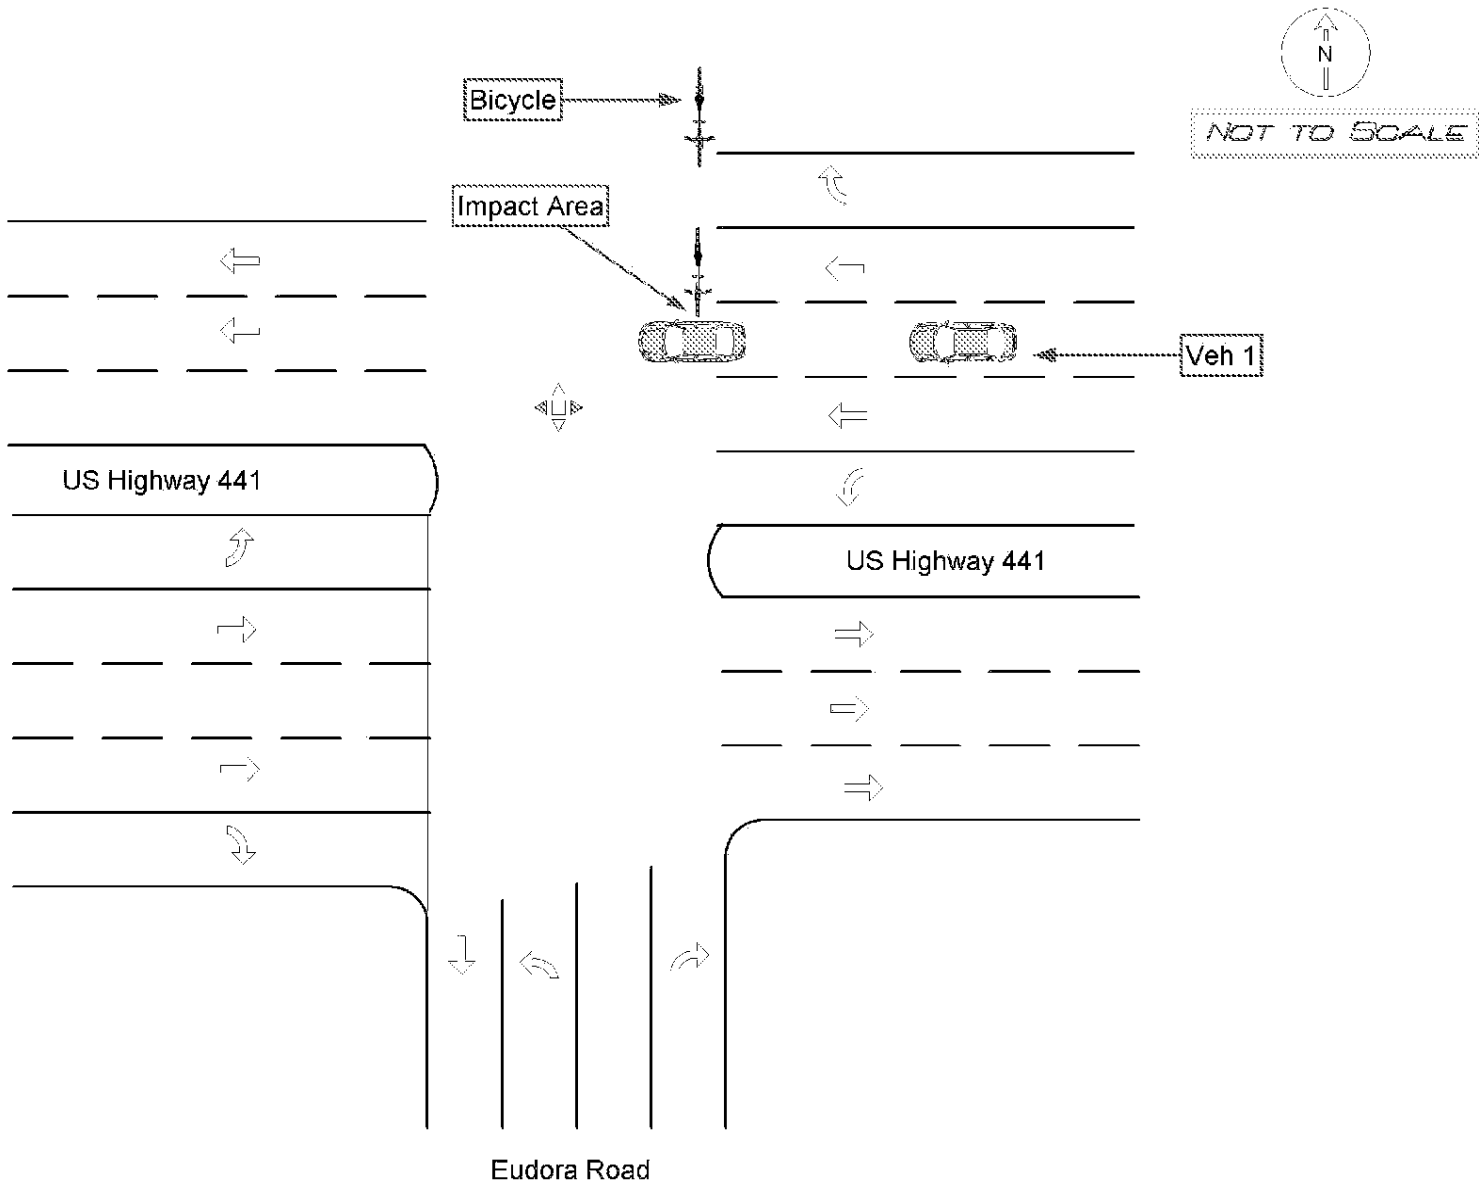 N
NOT TO SCALE
Bicycle
Impact Area
Veh 1
US Highway 441
US Highway 441
Eudora Road